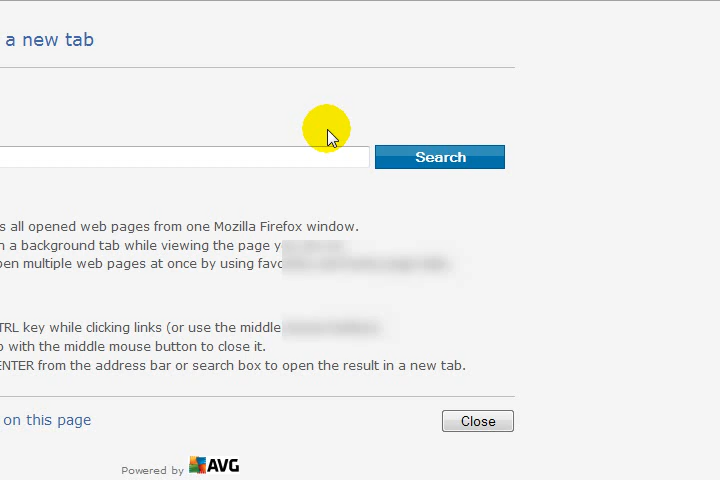 a new tab
Search
s all opened web pages from one Mozilla Firefox window.
n a background tab while viewing the page
pen multiple web pages at once by using
TRL key while clicking links (or use the middle
with the middle mouse button to close it.
ENTER from the address bar or search box to open the result in a new tab.
on this page
Close
Powered by AVG